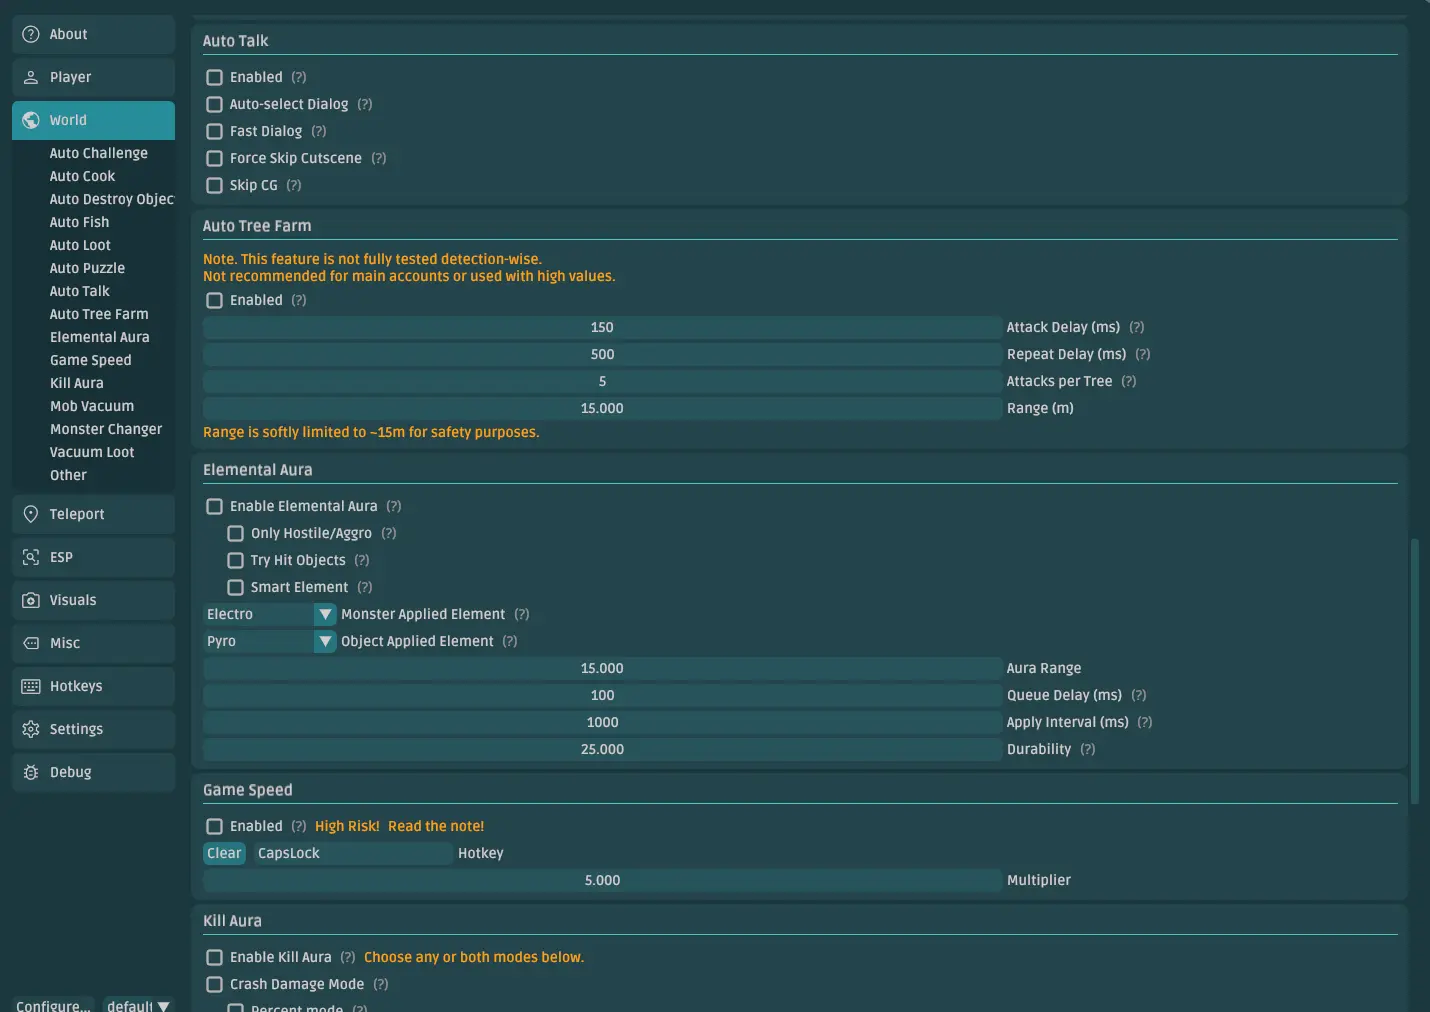 About
Player
World
Auto Challenge
Auto Cook
Auto Destroy Objec
Auto Fish
Auto Loot
Auto Puzzle
Auto Talk
Auto Tree Farm
Elemental Aura
Game Speed
Kill Aura
Mob Vacuum
Monster Changer
Vacuum Loot
Other
Teleport
ESP
Visuals
Misc
Hotkeys
Settings
Debug
Configure... default
Auto Talk
Enabled (?)
Auto-select Dialog (?)
Fast Dialog (?)
Force Skip Cutscene (?)
Skip CG (?)
Auto Tree Farm
Note. This feature is not fully tested detection-wise.
Not recommended for main accounts or used with high values.
Enabled (?)
150 Attack Delay (ms) (?)
500 Repeat Delay (ms) (?)
5 Attacks per Tree (?)
15.000 Range (m)
Range is softly limited to ~15m for safety purposes.
Elemental Aura
Enable Elemental Aura (?)
Only Hostile/Aggro (?)
Try Hit Objects (?)
Smart Element (?)
Electro Monster Applied Element (?)
Pyro Object Applied Element (?)
15.000 Aura Range
100 Queue Delay (ms) (?)
1000 Apply Interval (ms) (?)
25.000 Durability (?)
Game Speed
Enabled (?) High Risk! Read the note!
Clear CapsLock Hotkey
5.000 Multiplier
Kill Aura
Enable Kill Aura (?) Choose any or both modes below.
Crash Damage Mode (?)
Percent mode (?)